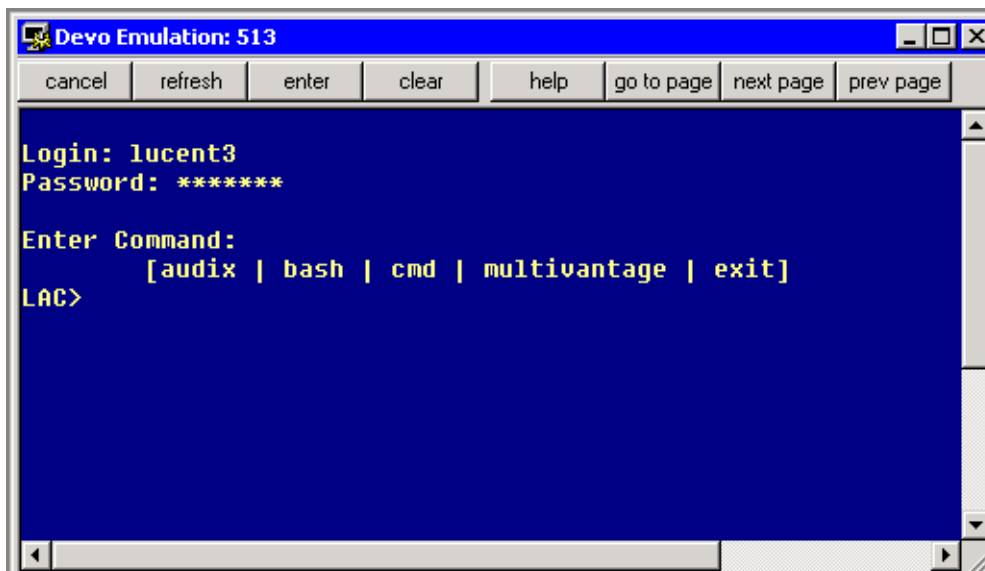 Devo Emulation: 513
cancel refresh enter clear help go to page next page prev page
Login: lucent3
Password: *******
Enter Command:
[audix | bash | cmd | multivantage | exit]
LAC>